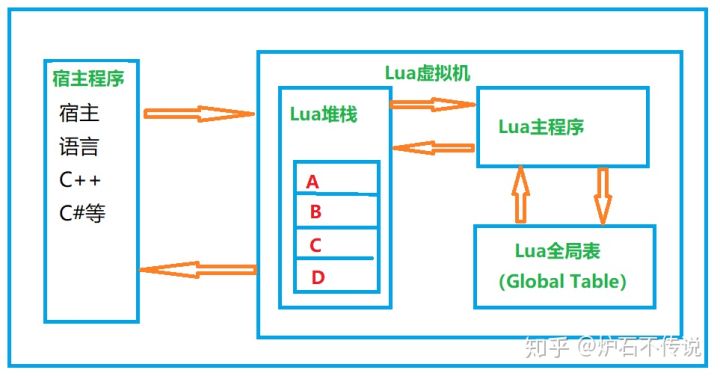 宿主程序
宿主
语言
C++
C#等
Lua虚拟机
Lua堆栈
A
B
C
D
Lua主程序
Lua全局表
（Global Table）
知乎 @炉石不传说